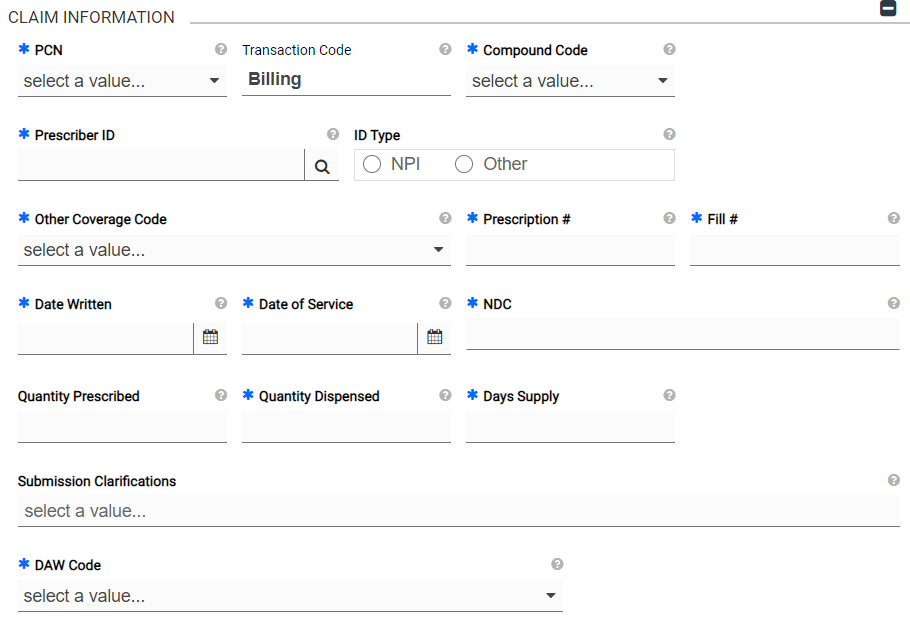 CLAIM INFORMATION
* PCN Transaction Code * Compound Code
select a value... Billing select a value...
* Prescriber ID ID Type
NPI Other
* Other Coverage Code * Prescription # * Fill #
select a value...
* Date Written * Date of Service * NDC
Quantity Prescribed * Quantity Dispensed * Days Supply
Submission Clarifications
select a value...
* DAW Code
select a value...